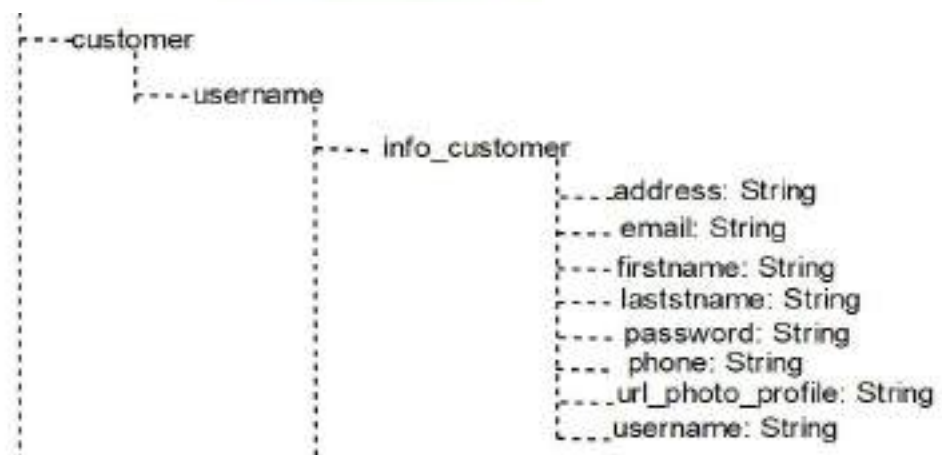 customer
username
info_customer
address: String
email: String
firstname: String
laststname: String
password: String
phone: String
url_photo_profile: String
username: String